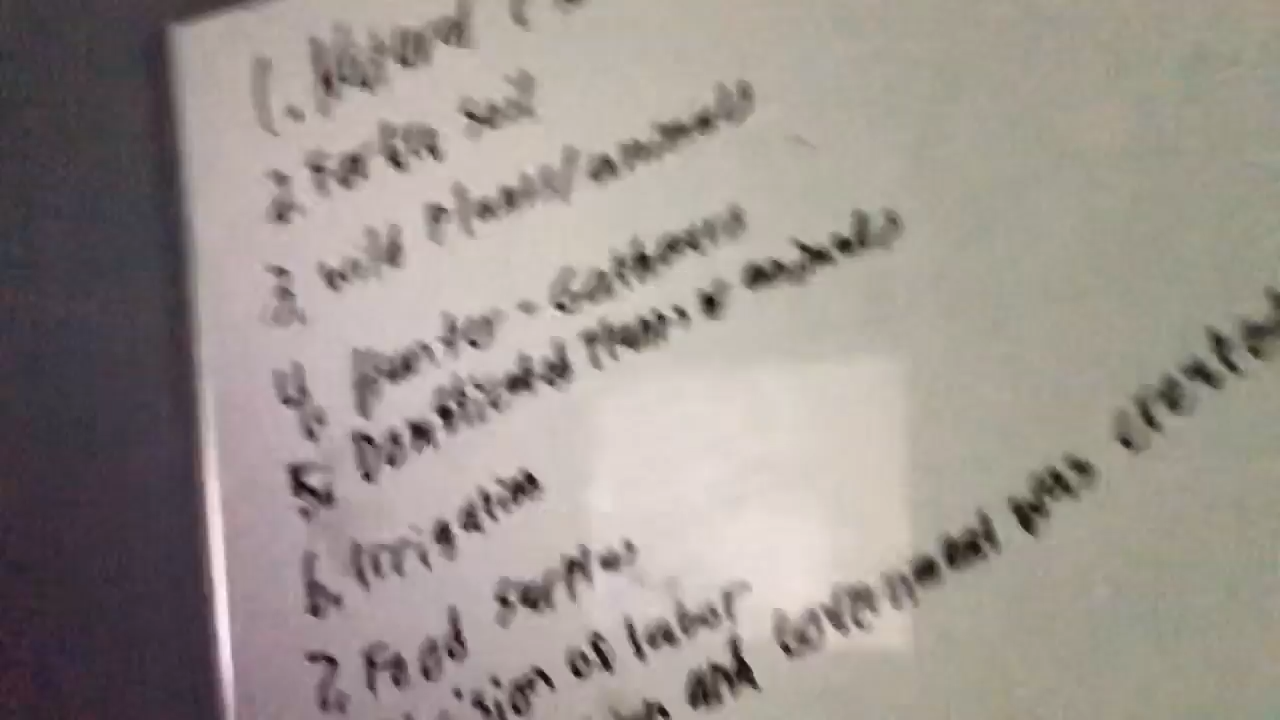 1. Natural
2 Fertile soil
3 wild Plants/animals
4. hunter-Gatherers
5. Domesticated Plants & animals
6. Irrigation
7 Food surplus
of labor
and Government was created